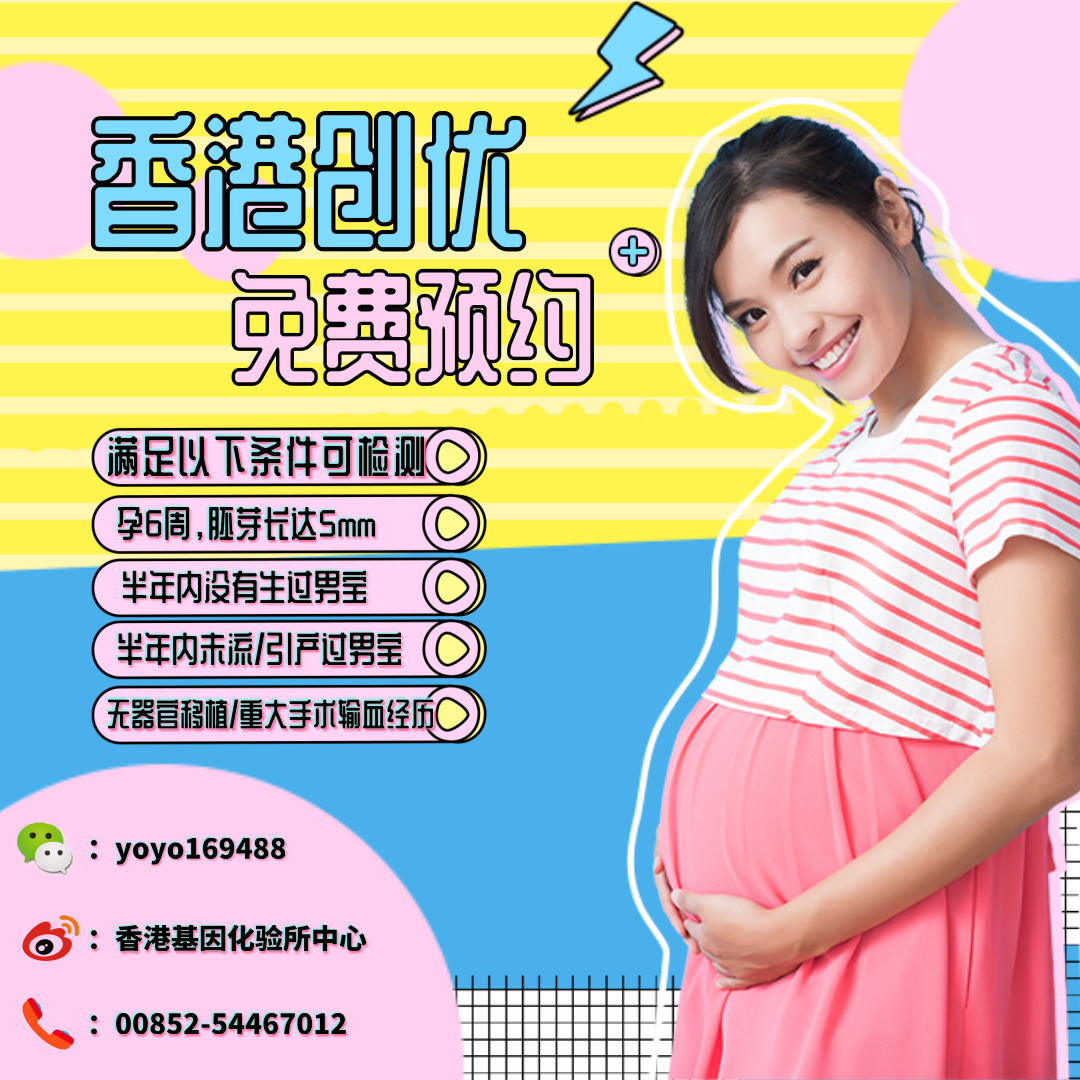 香港创优
免费预约
满足以下条件可检测
孕6周,胚芽长达5mm
半年内没有生过男宝
半年内未流/引产过男宝
无器官移植/重大手术输血经历
：yoyo169488
：香港基因化验所中心
：00852-54467012